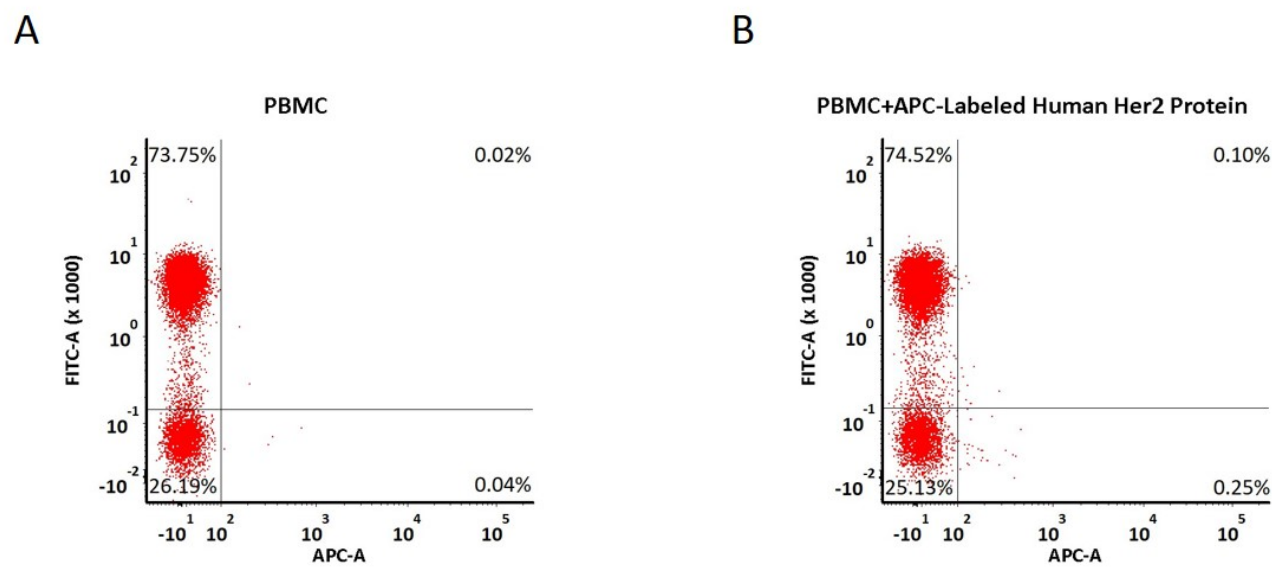 A
B
PBMC
PBMC+APC-Labeled Human Her2 Protein
73.75%
0.02%
26.19%
0.04%
10^2
10^1
10^0
10^-1
-10^-2
FITC-A (x 1000)
-10^1 10^2 10^3 10^4 10^5
APC-A
74.52%
0.10%
25.13%
0.25%
10^2
10^1
10^0
10^-1
-10^-2
FITC-A (x 1000)
-10^1 10^2 10^3 10^4 10^5
APC-A